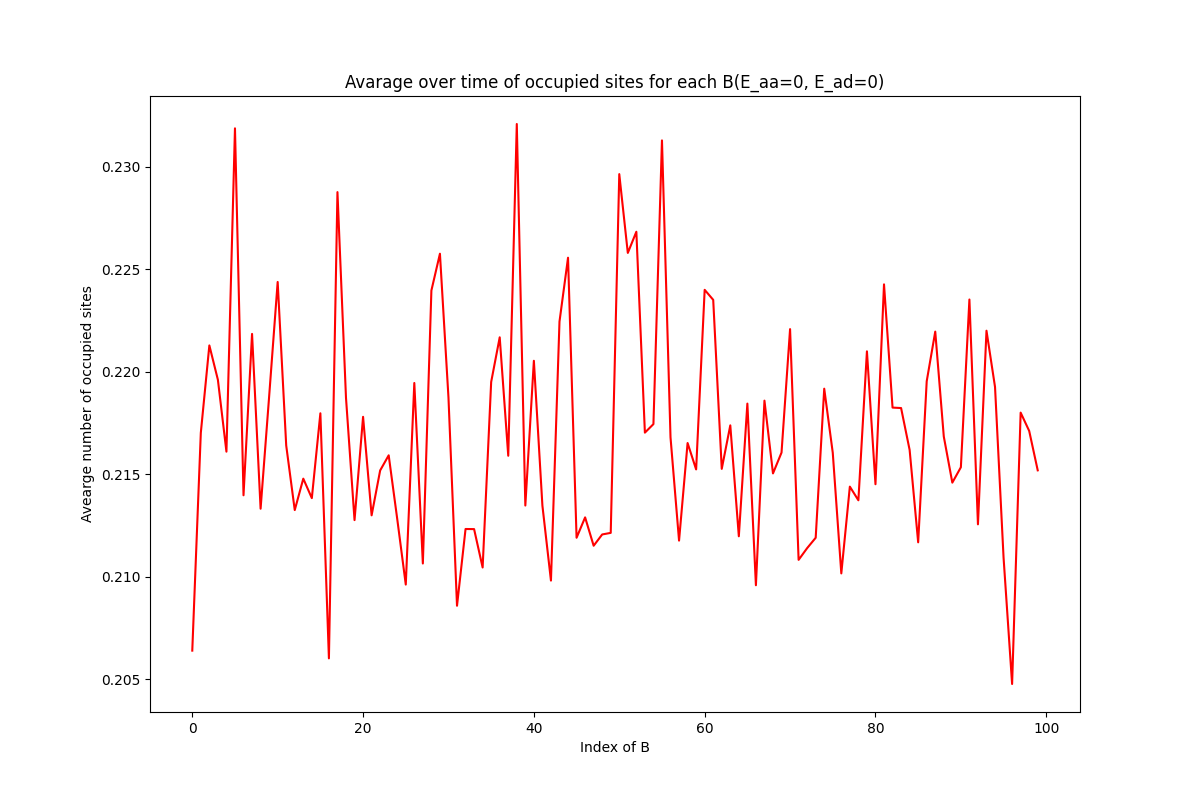 Avarage over time of occupied sites for each B(E_aa=0, E_ad=0)
0.230
0.225
0.220
0.215
0.210
0.205
Avearge number of occupied sites
0 20 40 60 80 100
Index of B